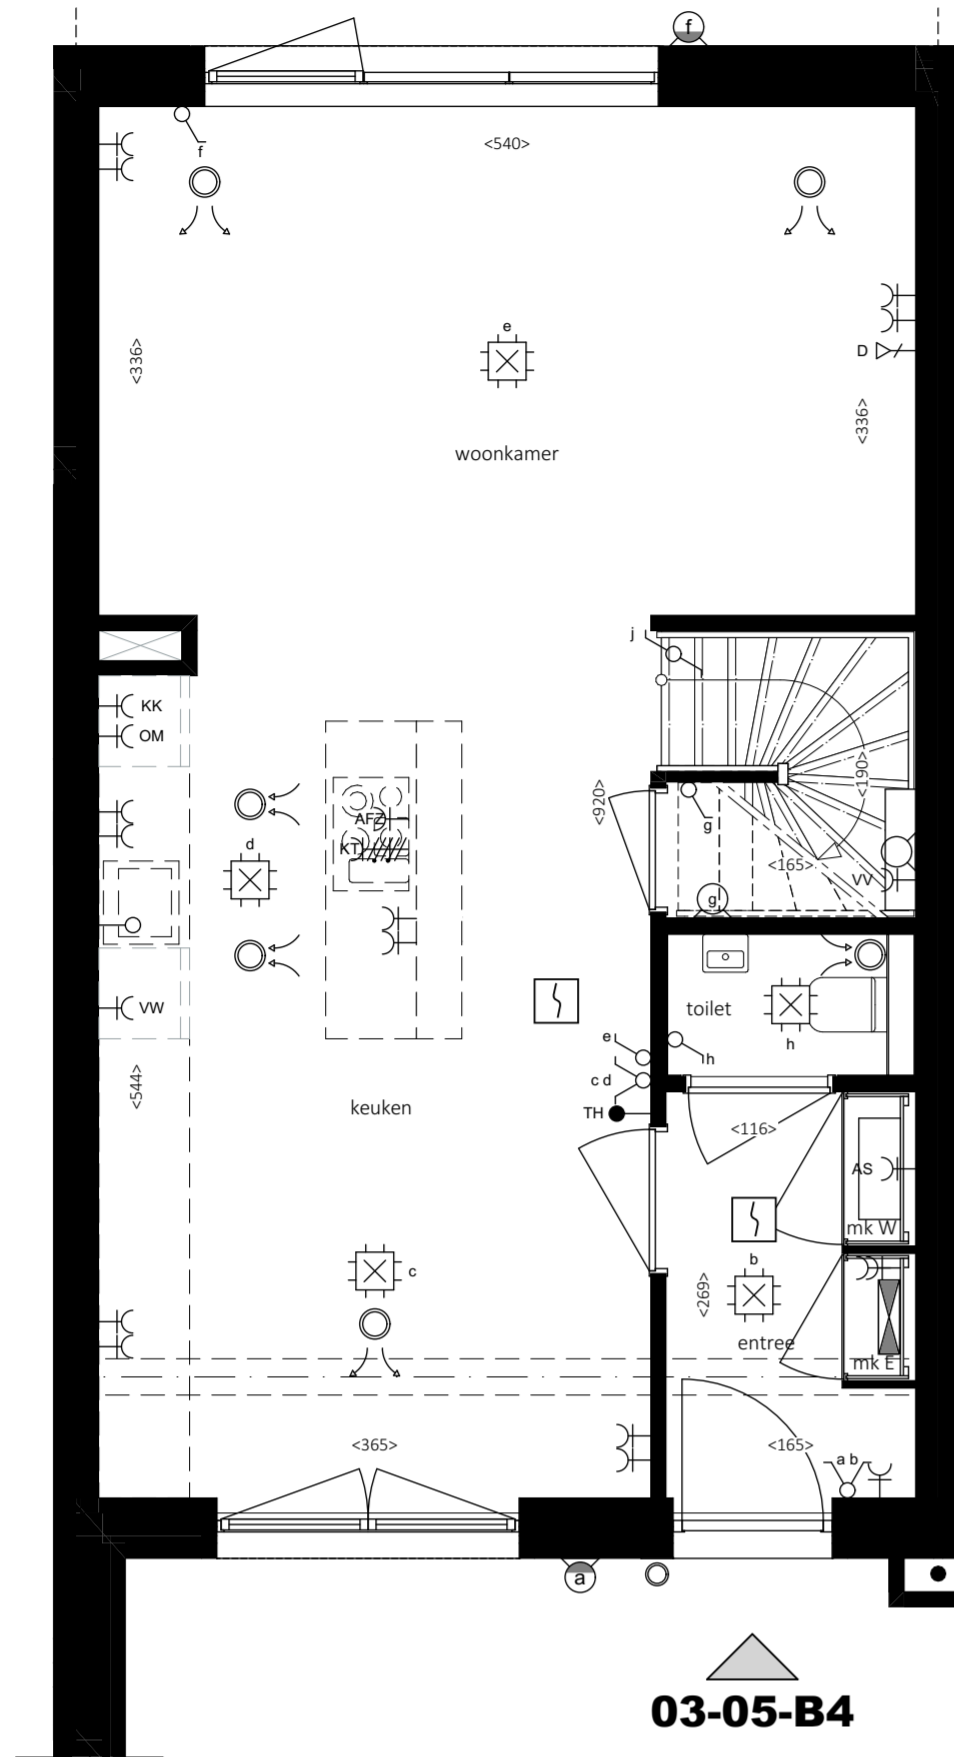 f
<540>
f
e
D
<336>
<336>
woonkamer
j
KK
OM
<920>
<190>
AFZ
g
d
KT
<165>
VV
g
VW
toilet
h
h
e
c d
<544>
keuken
TH
<116>
AS
mk W
b
c
<269>
entree
mk E
<365>
<165>
a b
a
03-05-B4